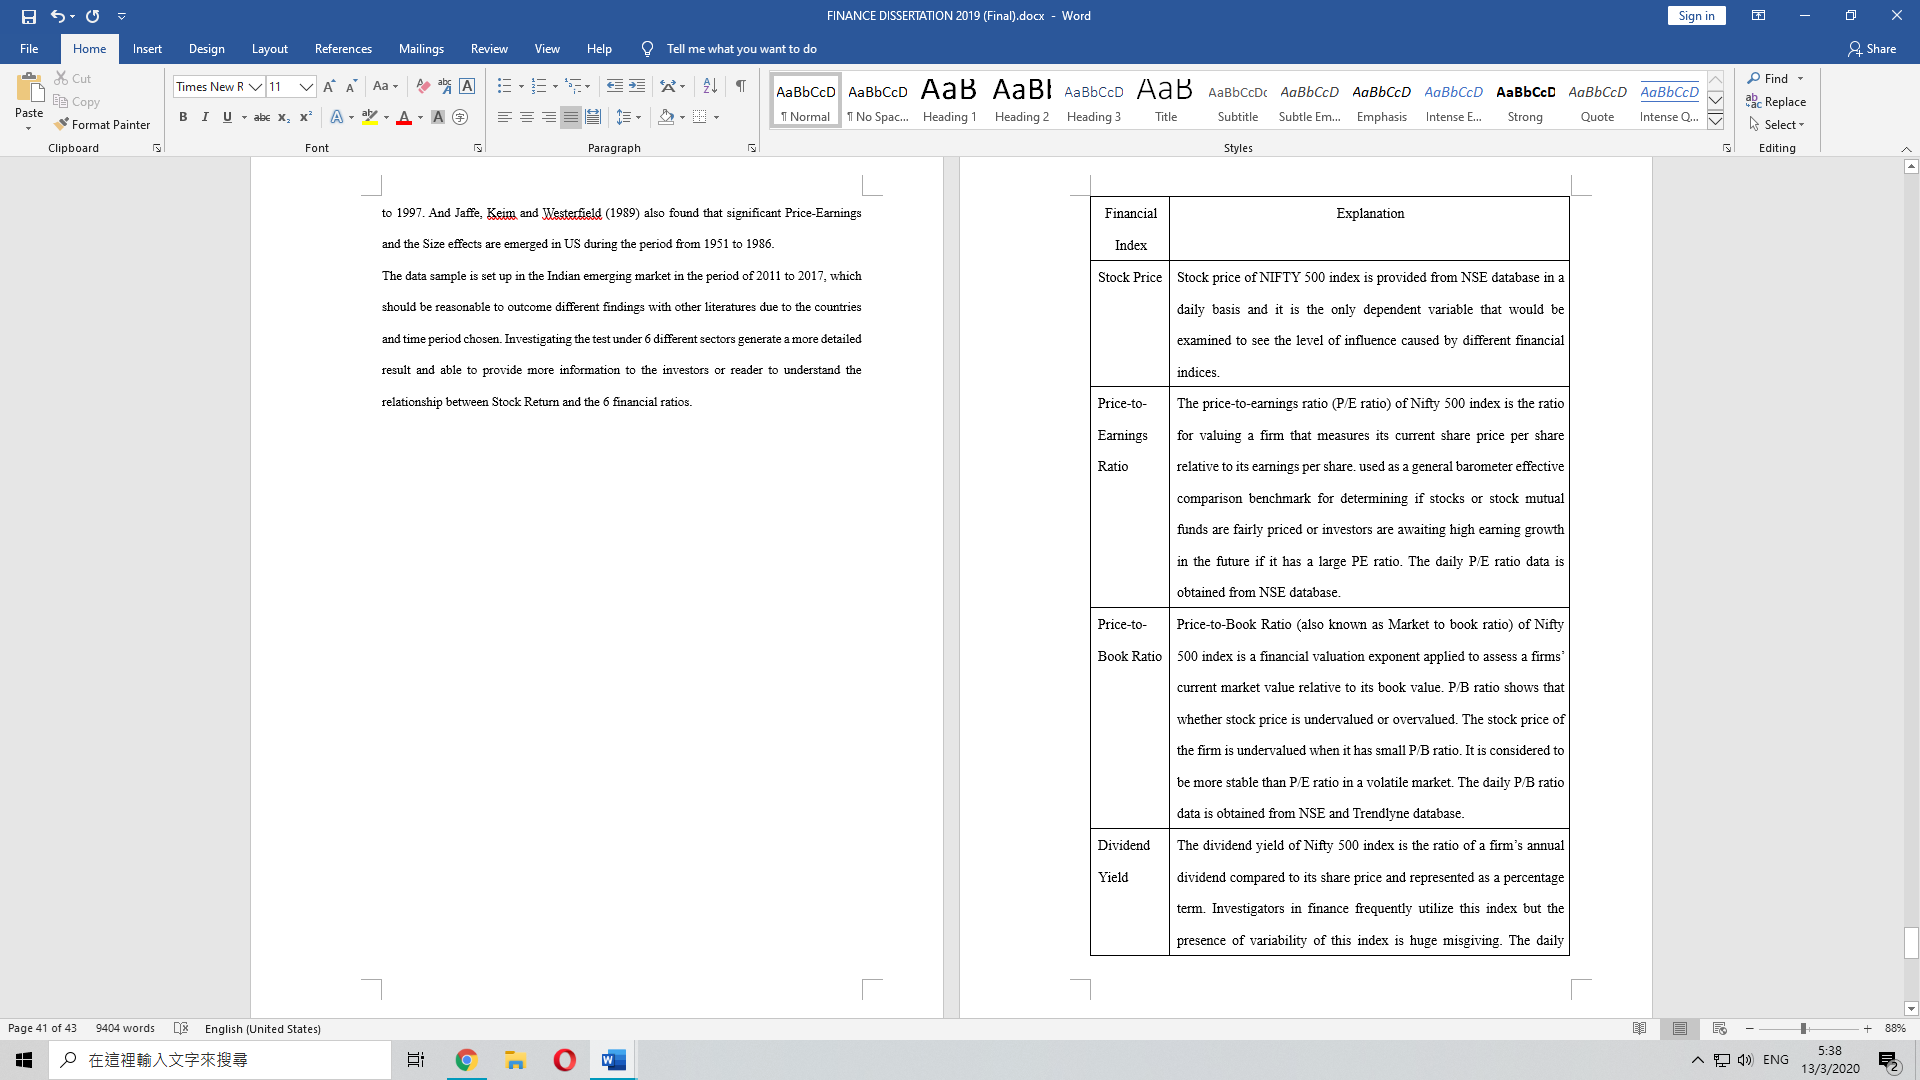 FINANCE DISSERTATION 2019 (Final).docx - Word
Sign in
File Home Insert Design Layout References Mailings Review View Help Tell me what you want to do
Share
Paste
Cut
Copy
Format Painter
Clipboard
Times New R 11
Font
Paragraph
AaBbCcD AaBbCcD AaB AaBl AaBbCcD AaB AaBbCcDc AaBbCcD AaBbCcD AaBbCcD AaBbCcD AaBbCcD AaBbCcD
¶ Normal ¶ No Spac... Heading 1 Heading 2 Heading 3 Title Subtitle Subtle Em... Emphasis Intense E... Strong Quote Intense Q...
Styles
Find
Replace
Select
Editing
to 1997. And Jaffe, Keim and Westerfield (1989) also found that significant Price-Earnings
and the Size effects are emerged in US during the period from 1951 to 1986.
The data sample is set up in the Indian emerging market in the period of 2011 to 2017, which
should be reasonable to outcome different findings with other literatures due to the countries
and time period chosen. Investigating the test under 6 different sectors generate a more detailed
result and able to provide more information to the investors or reader to understand the
relationship between Stock Return and the 6 financial ratios.
Financial
Index
Explanation
Stock Price
Stock price of NIFTY 500 index is provided from NSE database in a
daily basis and it is the only dependent variable that would be
examined to see the level of influence caused by different financial
indices.
Price-to-
Earnings
Ratio
The price-to-earnings ratio (P/E ratio) of Nifty 500 index is the ratio
for valuing a firm that measures its current share price per share
relative to its earnings per share. used as a general barometer effective
comparison benchmark for determining if stocks or stock mutual
funds are fairly priced or investors are awaiting high earning growth
in the future if it has a large PE ratio. The daily P/E ratio data is
obtained from NSE database.
Price-to-
Book Ratio
Price-to-Book Ratio (also known as Market to book ratio) of Nifty
500 index is a financial valuation exponent applied to assess a firms’
current market value relative to its book value. P/B ratio shows that
whether stock price is undervalued or overvalued. The stock price of
the firm is undervalued when it has small P/B ratio. It is considered to
be more stable than P/E ratio in a volatile market. The daily P/B ratio
data is obtained from NSE and Trendlyne database.
Dividend
Yield
The dividend yield of Nifty 500 index is the ratio of a firm’s annual
dividend compared to its share price and represented as a percentage
term. Investigators in finance frequently utilize this index but the
presence of variability of this index is huge misgiving. The daily
Page 41 of 43 9404 words English (United States)
88%
在這裡輸入文字來搜尋
ENG
5:38
13/3/2020
2